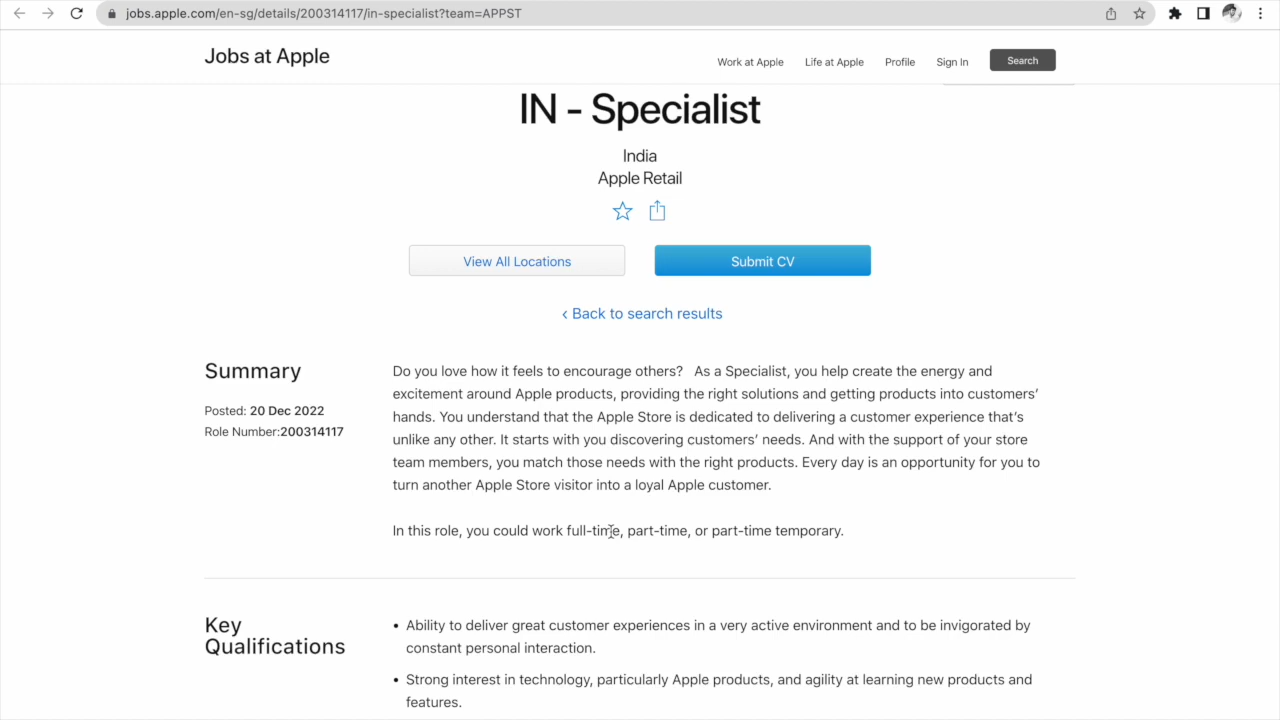 jobs.apple.com/en-sg/details/200314117/in-specialist?team=APPST
Jobs at Apple
Work at Apple
Life at Apple
Profile
Sign In
Search
IN - Specialist
India
Apple Retail
View All Locations
Submit CV
‹ Back to search results
Summary
Posted: 20 Dec 2022
Role Number:200314117
Do you love how it feels to encourage others?   As a Specialist, you help create the energy and
excitement around Apple products, providing the right solutions and getting products into customers’
hands. You understand that the Apple Store is dedicated to delivering a customer experience that’s
unlike any other. It starts with you discovering customers’ needs. And with the support of your store
team members, you match those needs with the right products. Every day is an opportunity for you to
turn another Apple Store visitor into a loyal Apple customer.
In this role, you could work full-time, part-time, or part-time temporary.
Key
Qualifications
• Ability to deliver great customer experiences in a very active environment and to be invigorated by
constant personal interaction.
• Strong interest in technology, particularly Apple products, and agility at learning new products and
features.